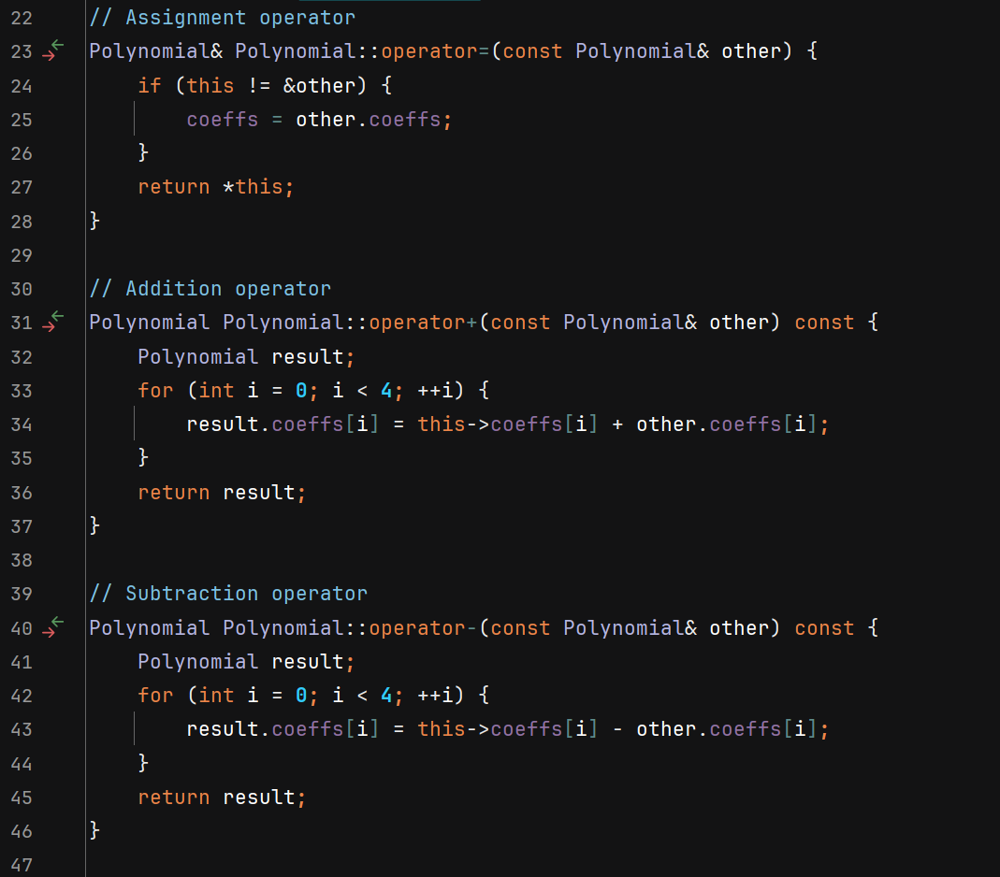 22 // Assignment operator
23 Polynomial& Polynomial::operator=(const Polynomial& other) {
24     if (this != &other) {
25         coeffs = other.coeffs;
26     }
27     return *this;
28 }
29
30 // Addition operator
31 Polynomial Polynomial::operator+(const Polynomial& other) const {
32     Polynomial result;
33     for (int i = 0; i < 4; ++i) {
34         result.coeffs[i] = this->coeffs[i] + other.coeffs[i];
35     }
36     return result;
37 }
38
39 // Subtraction operator
40 Polynomial Polynomial::operator-(const Polynomial& other) const {
41     Polynomial result;
42     for (int i = 0; i < 4; ++i) {
43         result.coeffs[i] = this->coeffs[i] - other.coeffs[i];
44     }
45     return result;
46 }
47